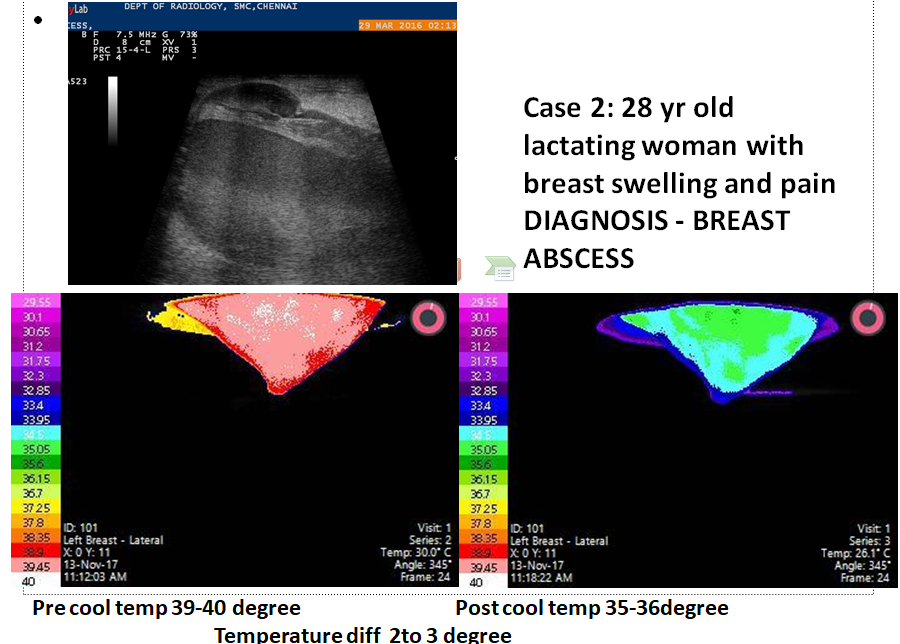 yLab DEPT OF RADIOLOGY, SMC,CHENNAI
ESS, 29 MAR 2016 02:13
B F 7.5 MHz G 73%
D 8 cm XV 1
PRC 15-4-L PRS 3
PST 4 MV -
A523
Case 2: 28 yr old
lactating woman with
breast swelling and pain
DIAGNOSIS - BREAST
ABSCESS
29.55
30.1
30.65
31.2
31.75
32.3
32.85
33.4
33.95
34.5
35.05
35.6
36.15
36.7
37.25
37.8
38.35
38.9
39.45
40
ID: 101
Left Breast - Lateral
X: 0 Y: 11
13-Nov-17
11:12:03 AM
Visit: 1
Series: 2
Temp: 30.0° C
Angle: 345°
Frame: 24
29.55
30.1
30.65
31.2
31.75
32.3
32.85
33.4
33.95
34.5
35.05
35.6
36.15
36.7
37.25
37.8
38.35
38.9
39.45
40
ID: 101
Left Breast - Lateral
X: 0 Y: 11
13-Nov-17
11:18:22 AM
Visit: 1
Series: 3
Temp: 26.1° C
Angle: 345°
Frame: 24
Pre cool temp 39-40 degree
Post cool temp 35-36degree
Temperature diff 2to 3 degree